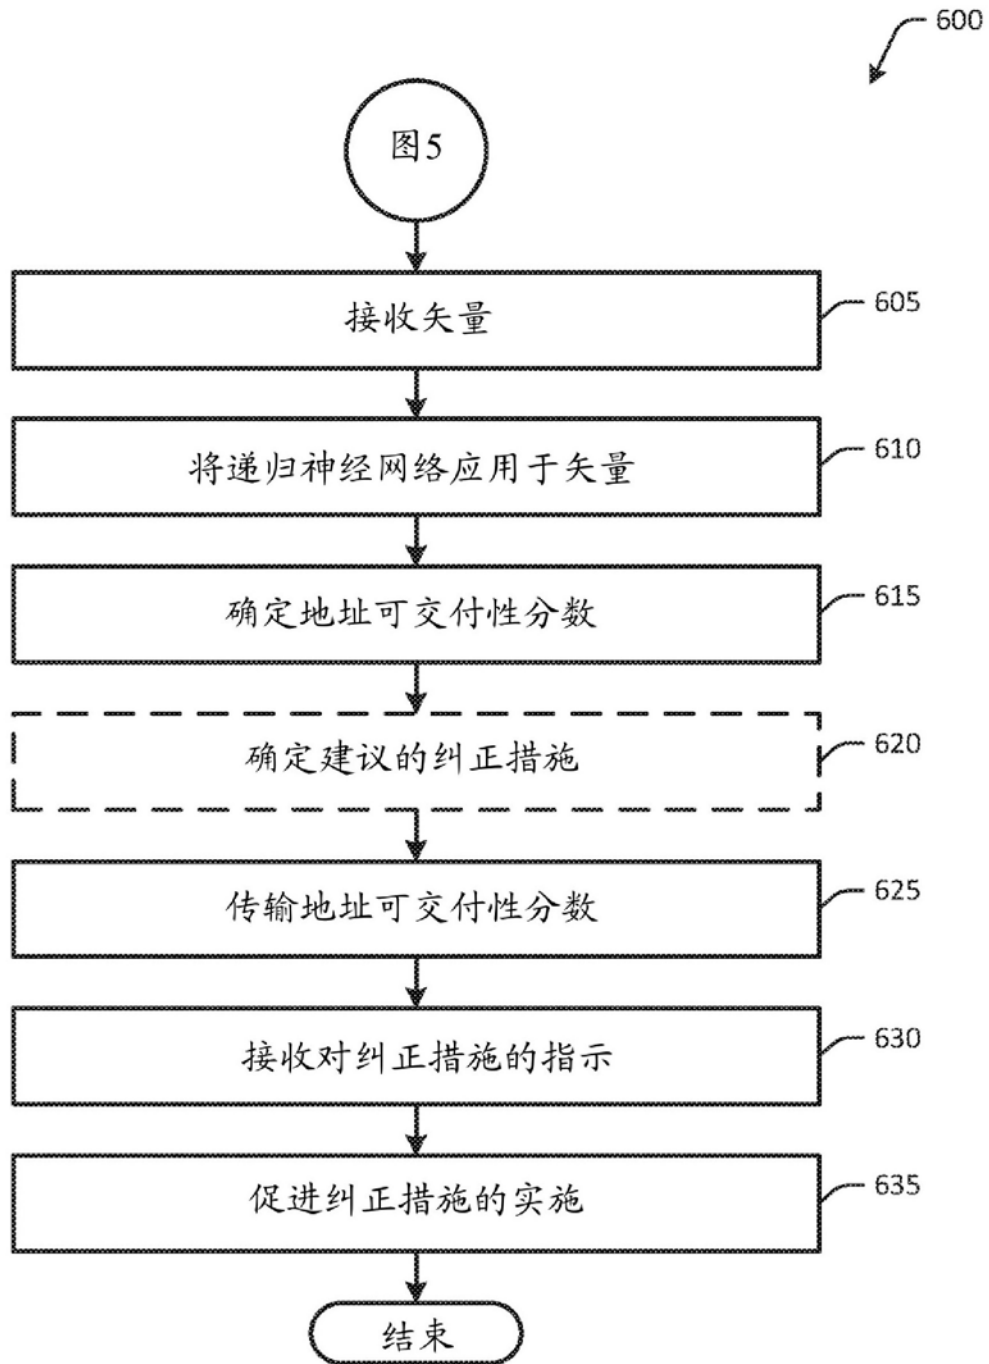 600
图5
接收矢量
605
将递归神经网络应用于矢量
610
确定地址可交付性分数
615
确定建议的纠正措施
620
传输地址可交付性分数
625
接收对纠正措施的指示
630
促进纠正措施的实施
635
结束